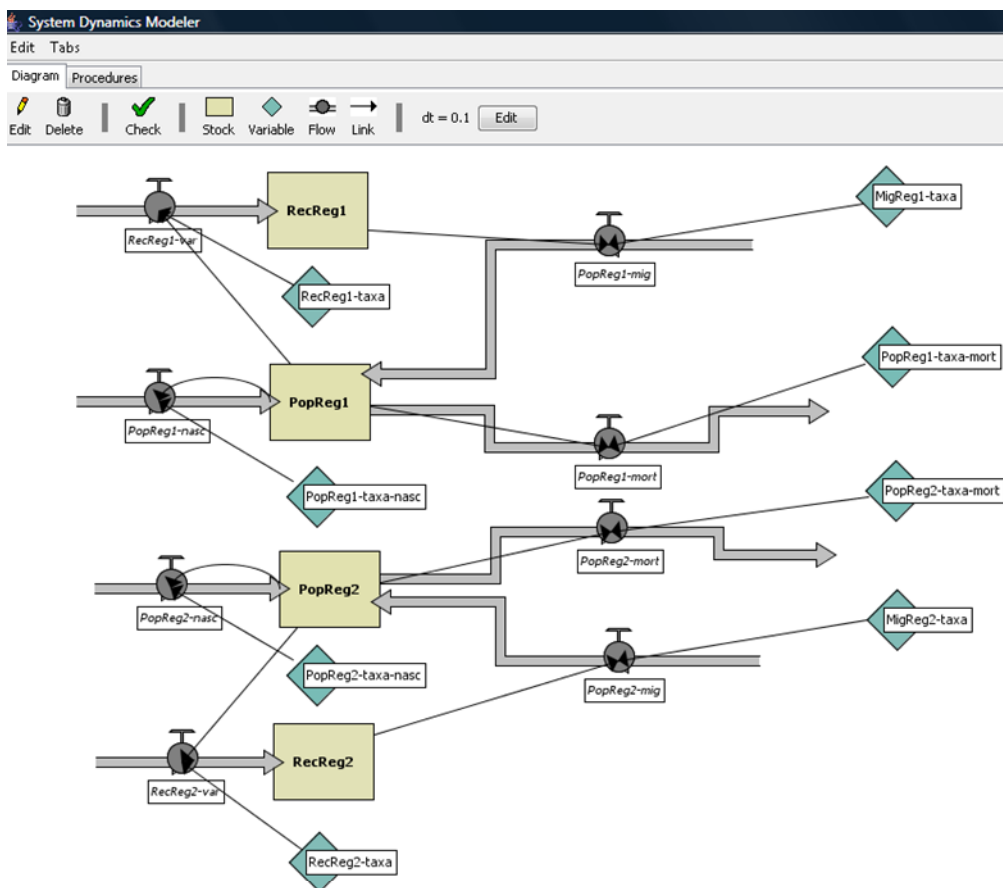 System Dynamics Modeler
Edit Tabs
Diagram Procedures
Edit Delete Check Stock Variable Flow Link dt = 0.1 Edit
RecReg1
MigReg1-taxa
RecReg1-var
PopReg1-mig
RecReg1-taxa
PopReg1-taxa-mort
PopReg1
PopReg1-nasc
PopReg1-mort
PopReg1-taxa-nasc
PopReg2-taxa-mort
PopReg2-mort
PopReg2
PopReg2-nasc
MigReg2-taxa
PopReg2-taxa-nasc
PopReg2-mig
RecReg2
RecReg2-var
RecReg2-taxa